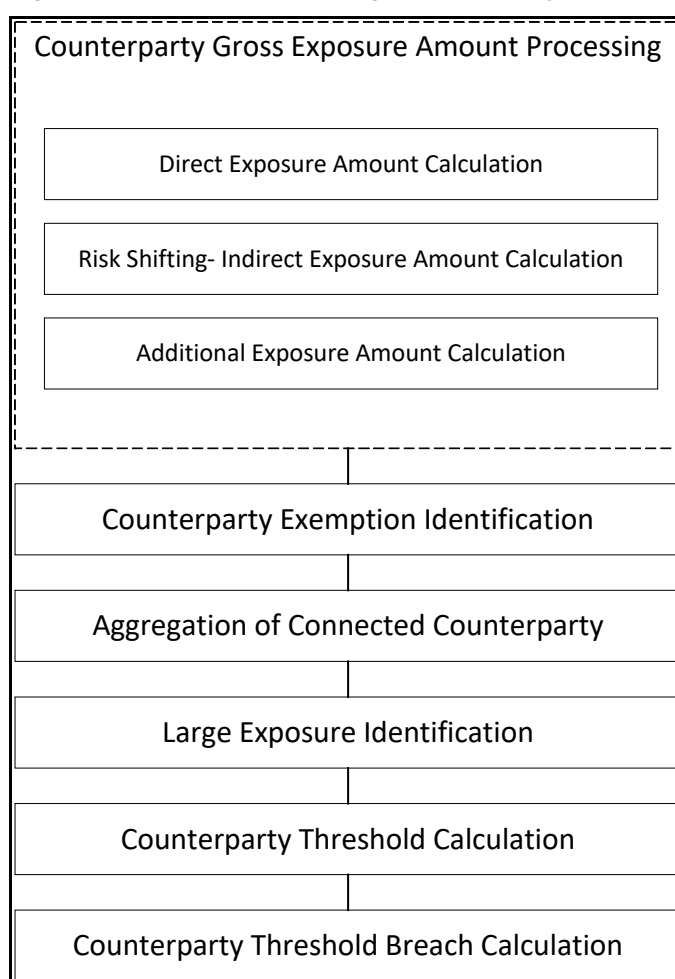 Counterparty Gross Exposure Amount Processing
Direct Exposure Amount Calculation
Risk Shifting- Indirect Exposure Amount Calculation
Additional Exposure Amount Calculation
Counterparty Exemption Identification
Aggregation of Connected Counterparty
Large Exposure Identification
Counterparty Threshold Calculation
Counterparty Threshold Breach Calculation